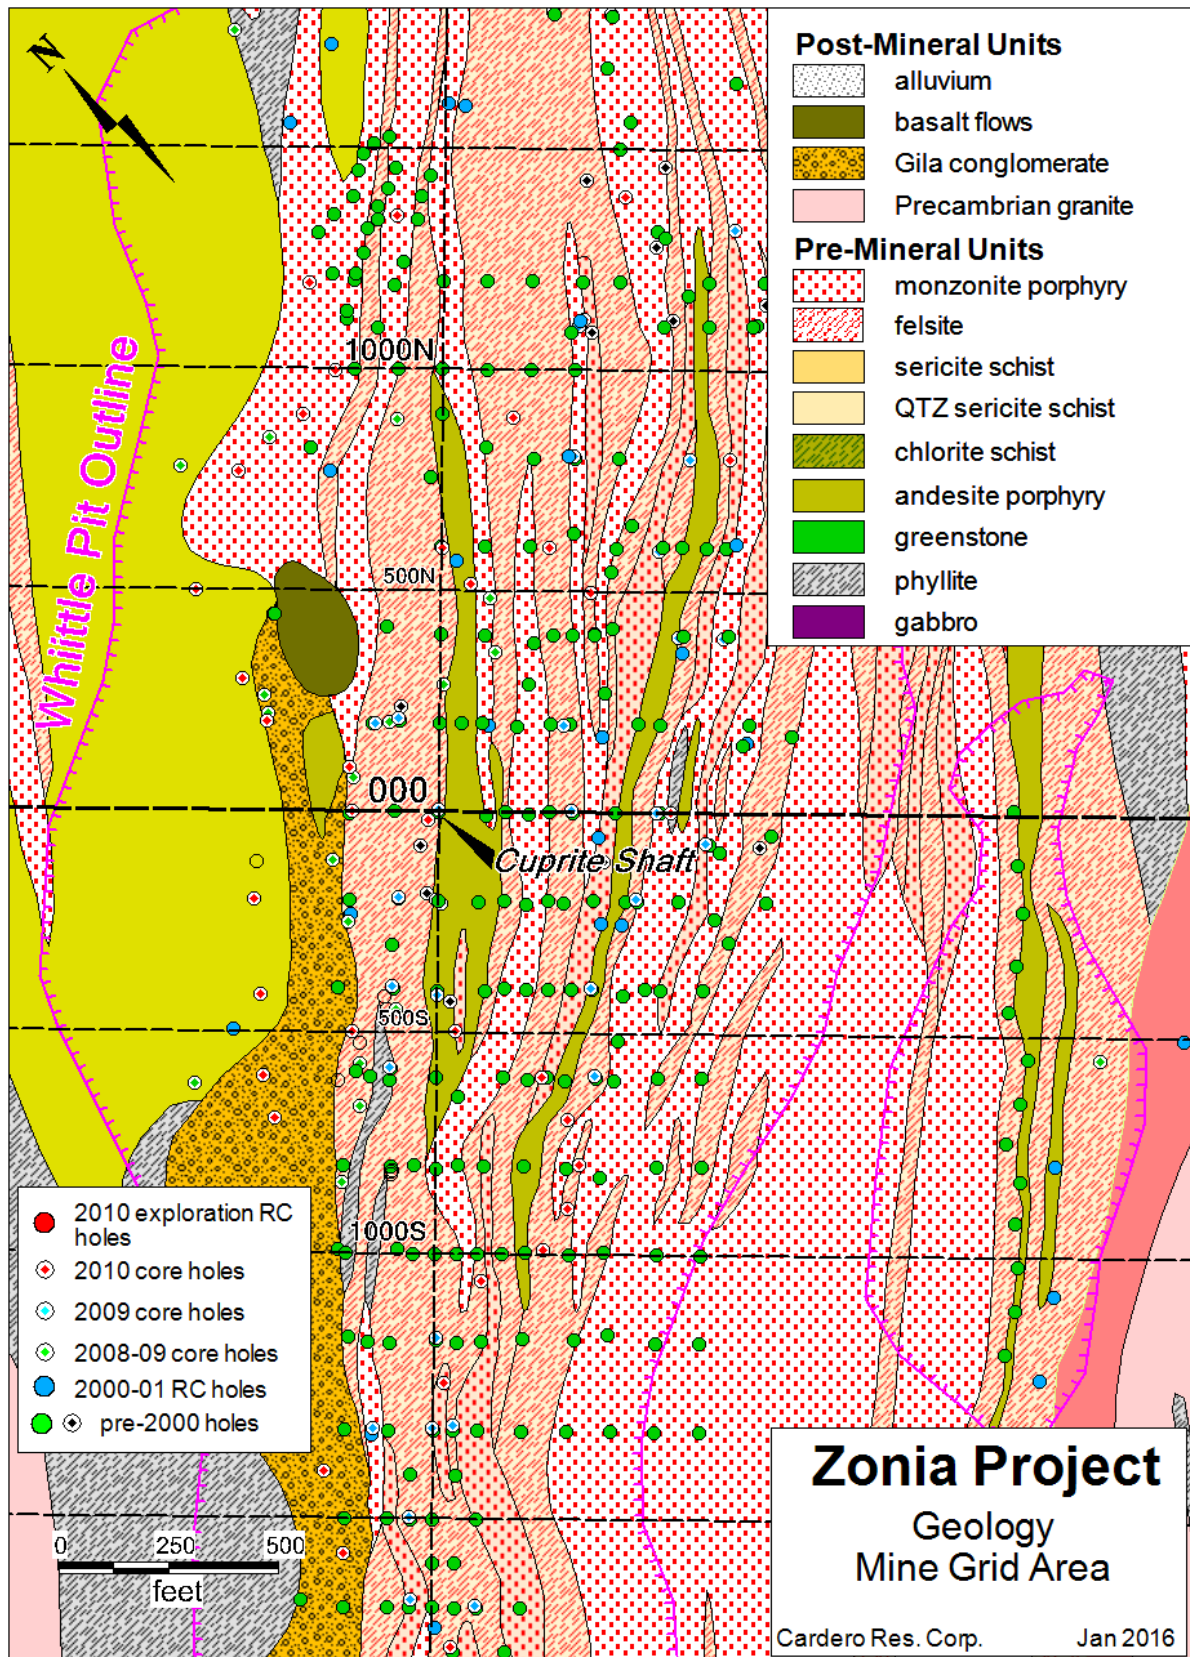 N
Post-Mineral Units
alluvium
basalt flows
Gila conglomerate
Precambrian granite
Pre-Mineral Units
monzonite porphyry
felsite
sericite schist
QTZ sericite schist
chlorite schist
andesite porphyry
greenstone
phyllite
gabbro
Whiittle Pit Outline
1000N
500N
000
Cuprite Shaft
500S
1000S
2010 exploration RC
holes
2010 core holes
2009 core holes
2008-09 core holes
2000-01 RC holes
pre-2000 holes
0 250 500
feet
Zonia Project
Geology
Mine Grid Area
Cardero Res. Corp. Jan 2016